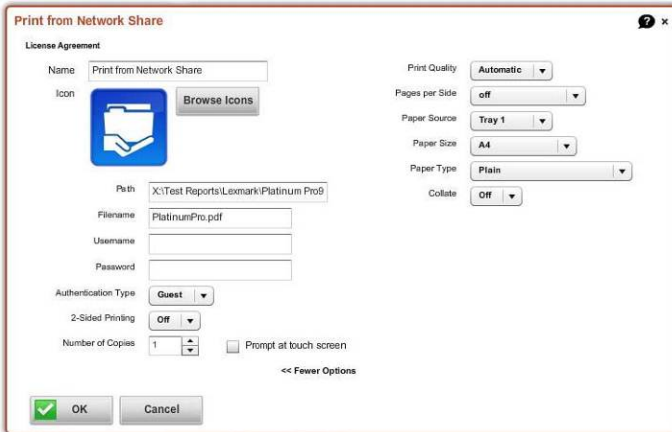 Print from Network Share
? ×
License Agreement
Name Print from Network Share
Icon
Browse Icons
Path X:\Test Reports\Lexmark\Platinum Pro9
Filename PlatinumPro.pdf
Username
Password
Authentication Type Guest
2-Sided Printing Off
Number of Copies 1 Prompt at touch screen
<< Fewer Options
OK Cancel
Print Quality Automatic
Pages per Side off
Paper Source Tray 1
Paper Size A4
Paper Type Plain
Collate Off